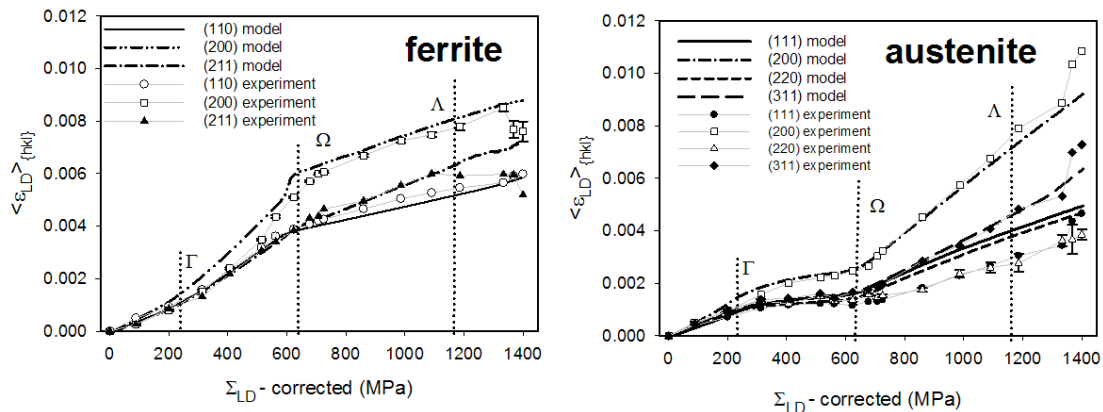 ferrite
(110) model
(200) model
(211) model
(110) experiment
(200) experiment
(211) experiment
Γ
Ω
Λ
<εLD>{hkl}
0.012
0.010
0.008
0.006
0.004
0.002
0.000
0 200 400 600 800 1000 1200 1400
ΣLD - corrected (MPa)
austenite
(111) model
(200) model
(220) model
(311) model
(111) experiment
(200) experiment
(220) experiment
(311) experiment
Γ
Ω
Λ
<εLD>{hkl}
0.012
0.010
0.008
0.006
0.004
0.002
0.000
0 200 400 600 800 1000 1200 1400
ΣLD - corrected (MPa)